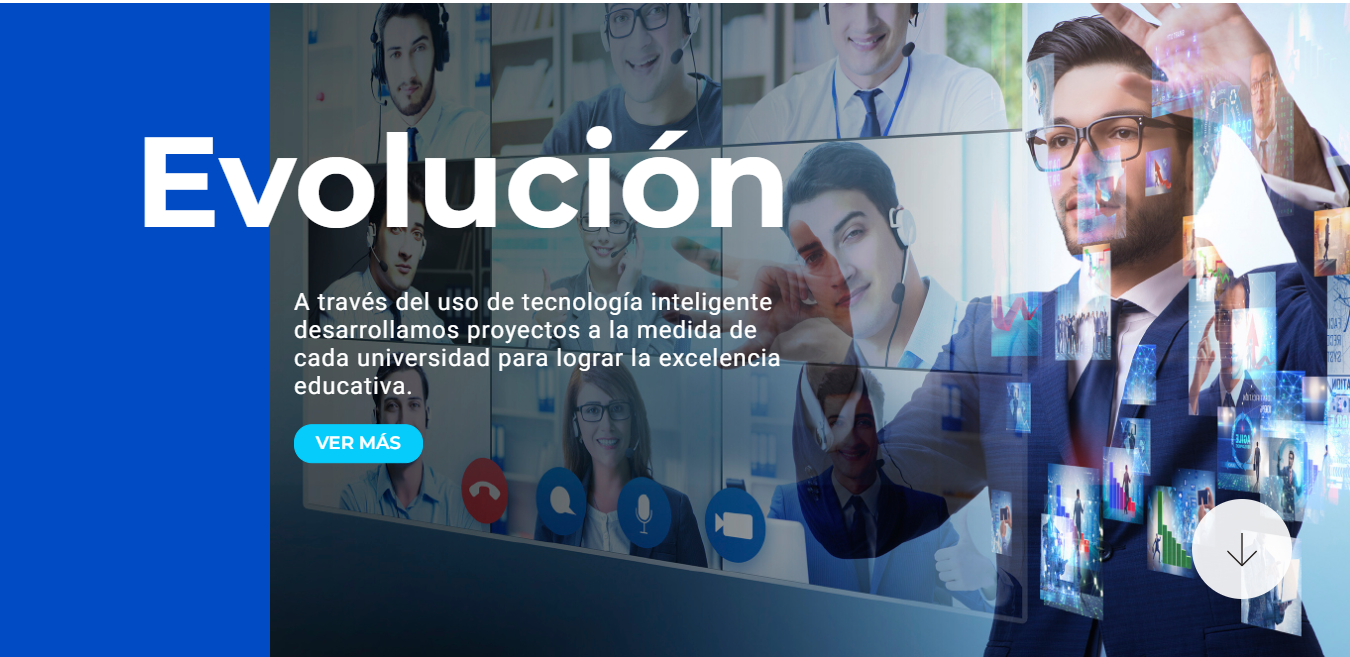 Evolución
A través del uso de tecnología inteligente
desarrollamos proyectos a la medida de
cada universidad para lograr la excelencia
educativa.
VER MÁS
AGILE